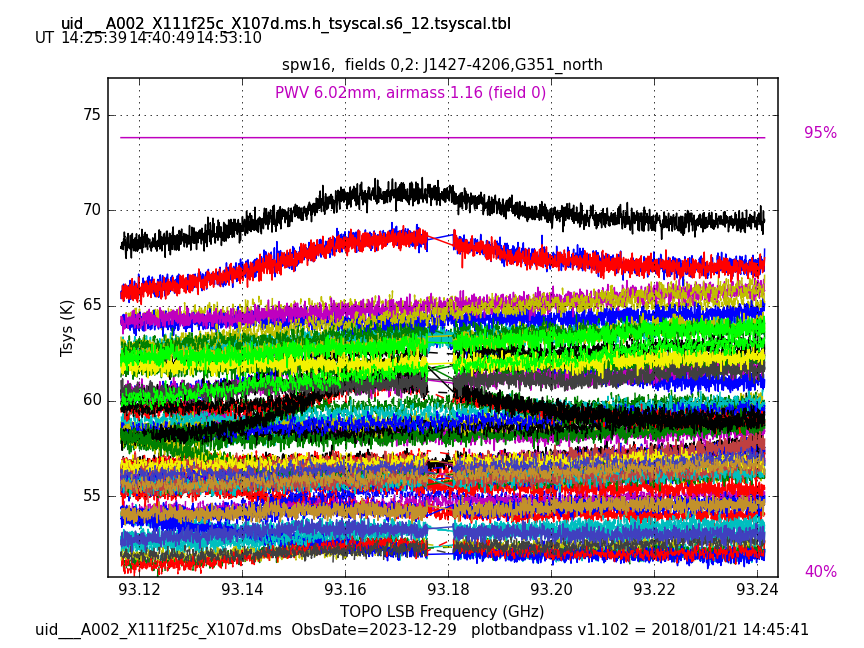 uid___A002_X111f25c_X107d.ms.h_tsyscal.s6_12.tsyscal.tbl
UT 14:25:39 14:40:49 14:53:10
spw16,  fields 0,2: J1427-4206,G351_north
PWV 6.02mm, airmass 1.16 (field 0)
75
95%
70
65
Tsys (K)
60
55
40%
93.12 93.14 93.16 93.18 93.20 93.22 93.24
TOPO LSB Frequency (GHz)
uid___A002_X111f25c_X107d.ms  ObsDate=2023-12-29   plotbandpass v1.102 = 2018/01/21 14:45:41